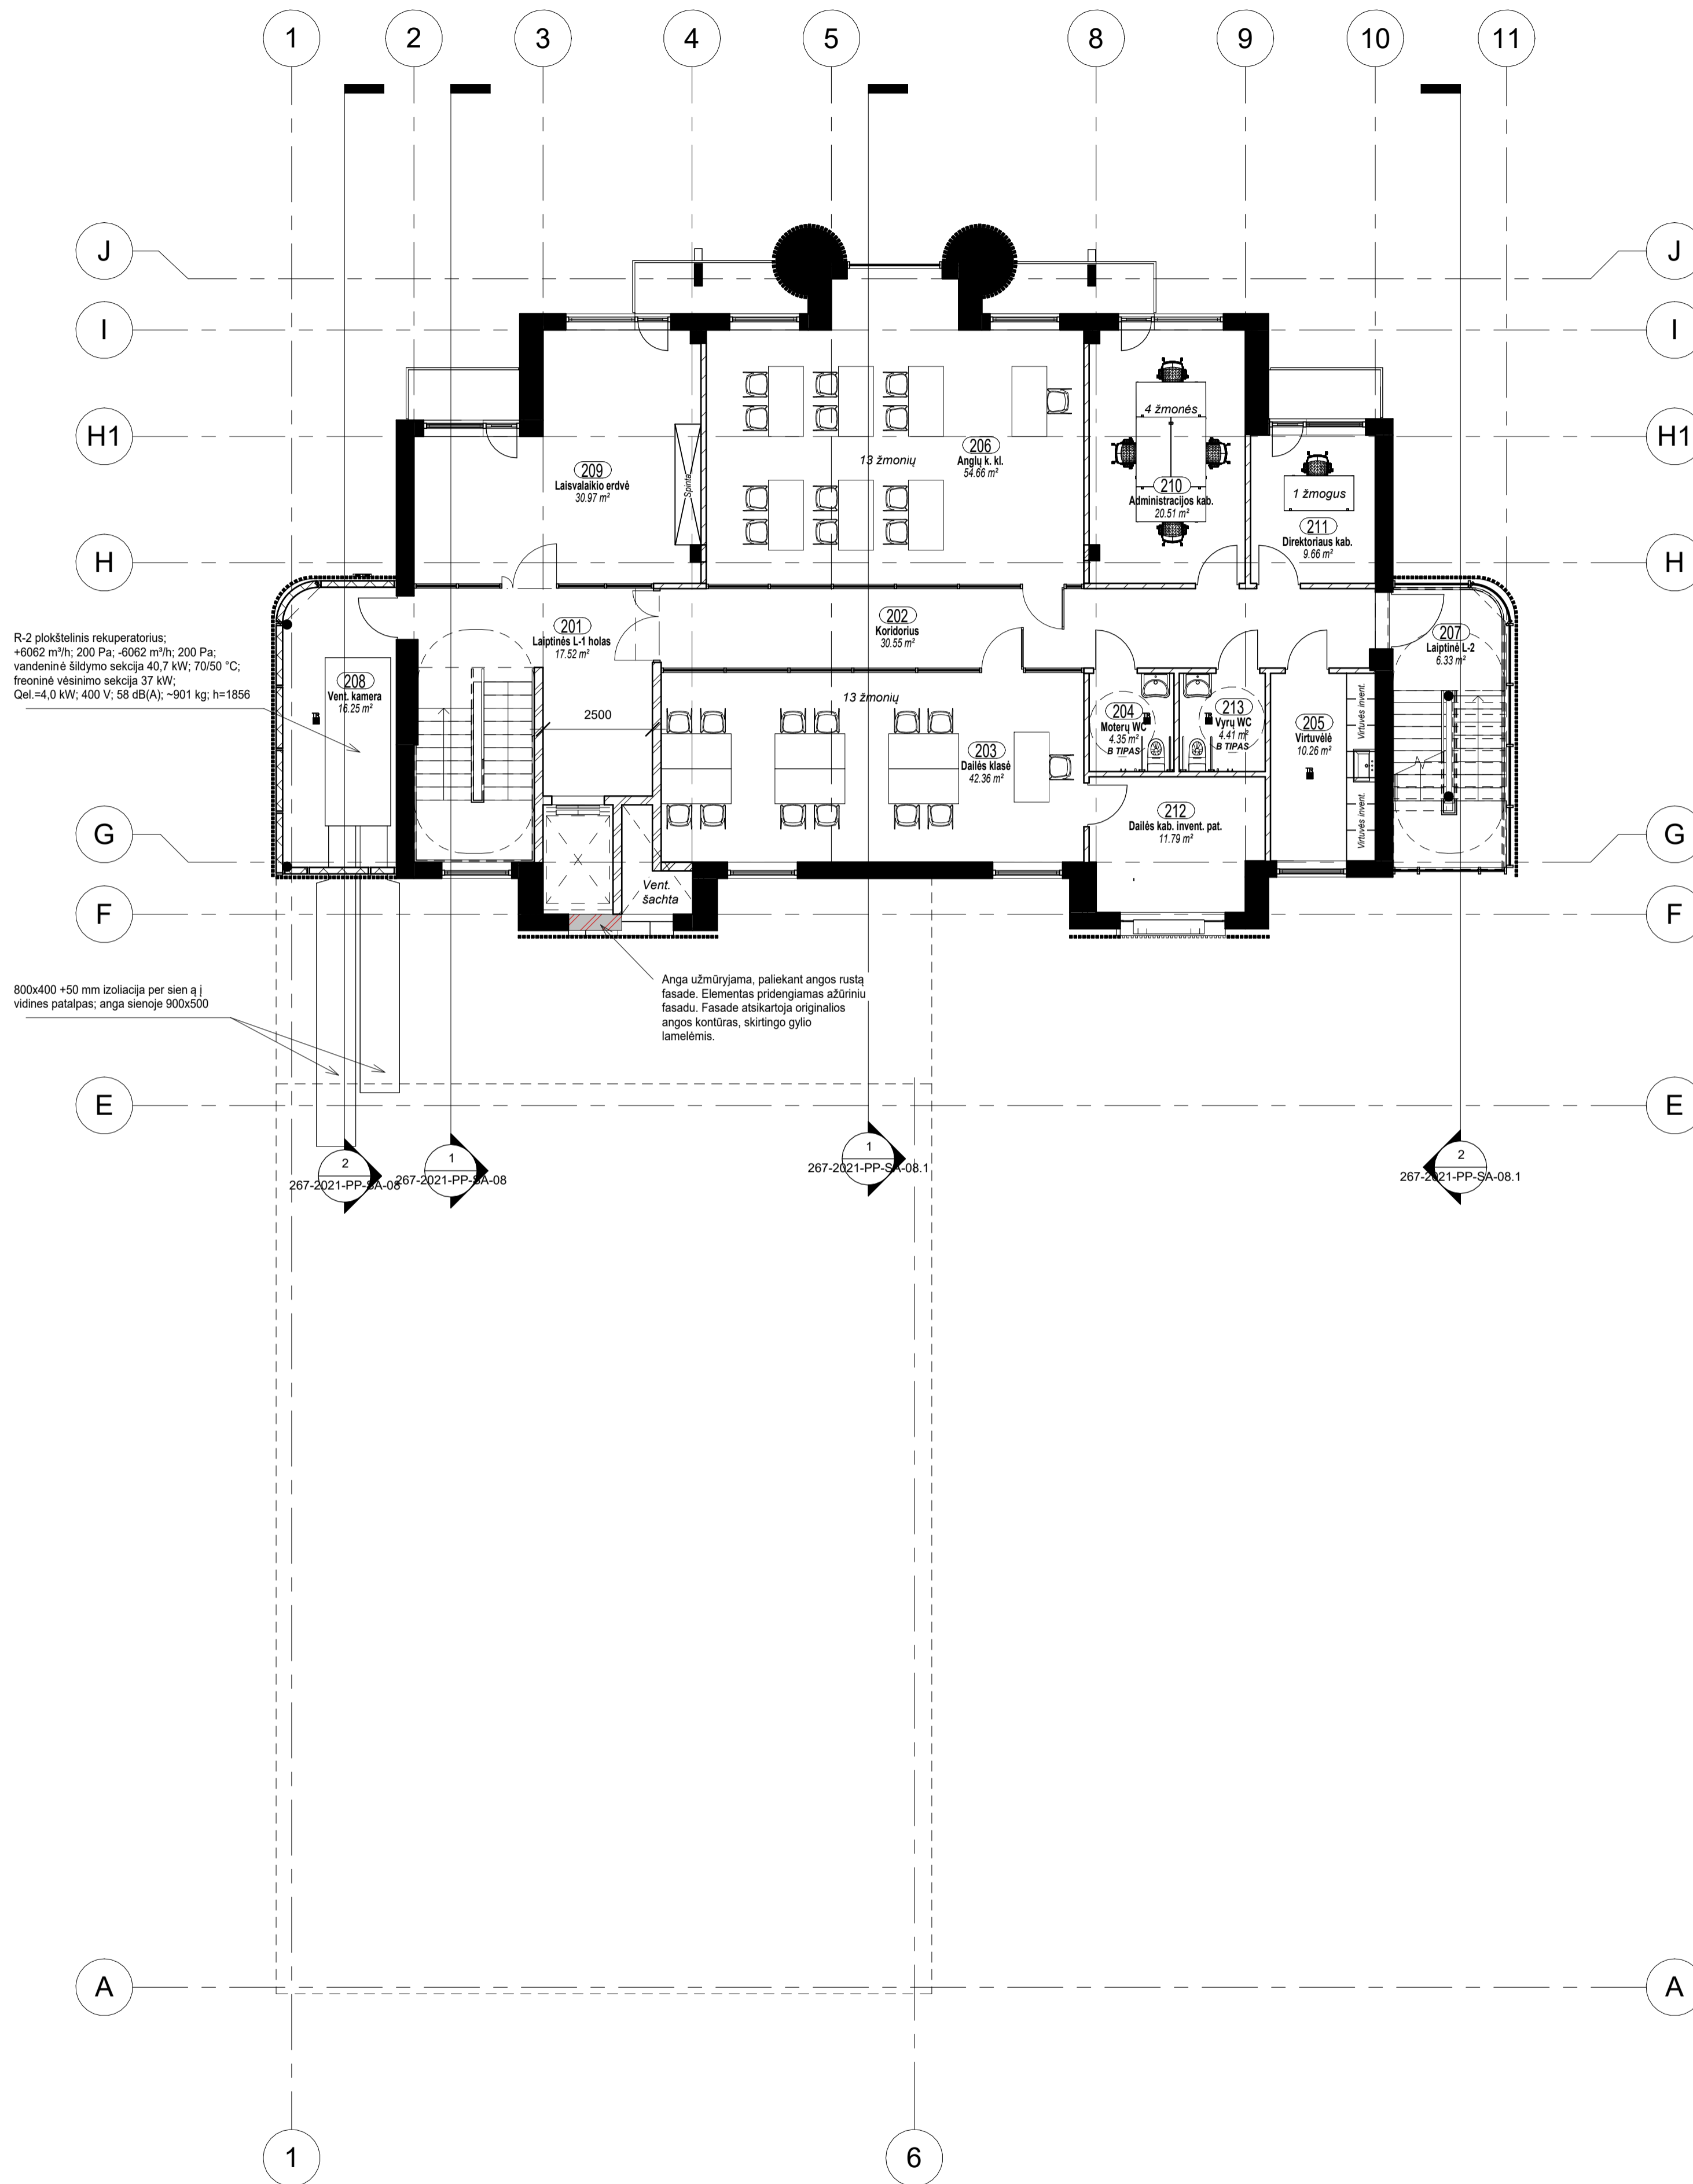 1 2 3 4 5 8 9 10 11
J J
I I
H1 H1
H H
4 žmonės
206
Anglų k. kl.
54.66 m²
13 žmonių
209
Laisvalaikio erdvė
30.97 m²
Spinta
210
Administracijos kab.
20.51 m²
1 žmogus
211
Direktoriaus kab.
9.66 m²
R-2 plokštelinis rekuperatorius;
+6062 m³/h; 200 Pa; -6062 m³/h; 200 Pa;
vandeninė šildymo sekcija 40,7 kW; 70/50 °C;
freoninė vėsinimo sekcija 37 kW;
Qel.=4,0 kW; 400 V; 58 dB(A); ~901 kg; h=1856
201
Laiptinės L-1 holas
17.52 m²
202
Koridorius
30.55 m²
207
Laiptinė L-2
6.33 m²
208
Vent. kamera
16.25 m²
2500
13 žmonių
203
Dailės klasė
42.36 m²
204
Moterų WC
4.35 m²
B TIPAS
213
Vyrų WC
4.41 m²
B TIPAS
205
Virtuvėlė
10.26 m²
Virtuvės invent.
Virtuvės invent.
212
Dailės kab. invent. pat.
11.79 m²
G G
Vent.
šachta
F F
Anga užmūryjama, paliekant angos rustą
fasade. Elementas pridengiamas ažūriniu
fasadu. Fasade atsikartoja originalios
angos kontūras, skirtingo gylio
lamelėmis.
800x400 +50 mm izoliacija per sien ą į
vidines patalpas; anga sienoje 900x500
E E
2
267-2021-PP-SA-08
1
267-2021-PP-SA-08
1
267-2021-PP-SA-08.1
2
267-2021-PP-SA-08.1
A A
1 6